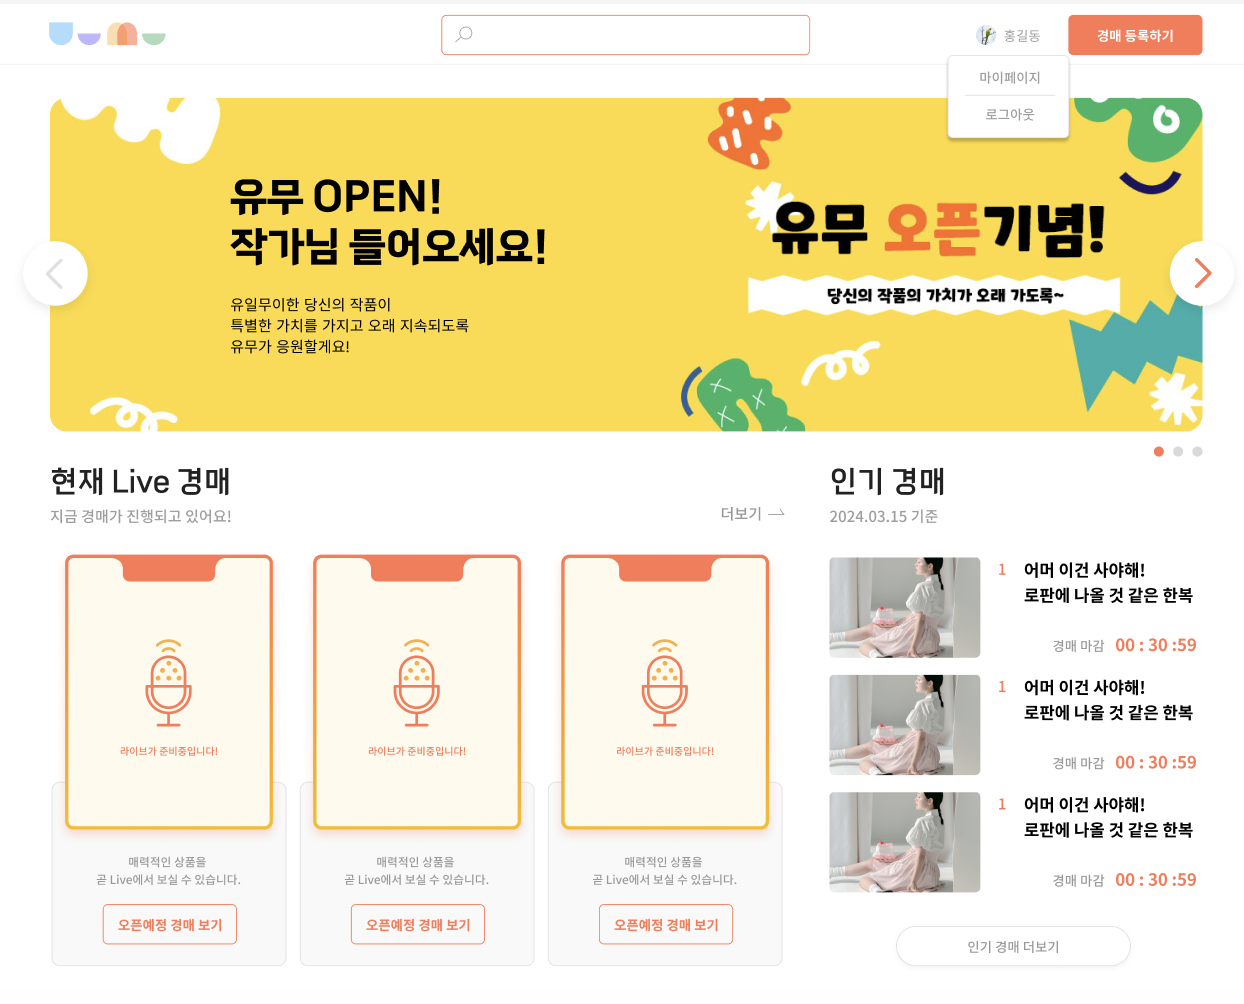 홍길동
경매 등록하기
마이페이지
로그아웃
유무 OPEN!
작가님 들어오세요!
유일무이한 당신의 작품이
특별한 가치를 가지고 오래 지속되도록
유무가 응원할게요!
유무 오픈기념!
당신의 작품의 가치가 오래 가도록~
현재 Live 경매
지금 경매가 진행되고 있어요!
더보기
라이브가 준비중입니다!
매력적인 상품을
곧 Live에서 보실 수 있습니다.
오픈예정 경매 보기
라이브가 준비중입니다!
매력적인 상품을
곧 Live에서 보실 수 있습니다.
오픈예정 경매 보기
라이브가 준비중입니다!
매력적인 상품을
곧 Live에서 보실 수 있습니다.
오픈예정 경매 보기
인기 경매
2024.03.15 기준
1 어머 이건 사야해!
로판에 나올 것 같은 한복
경매 마감 00 : 30 :59
1 어머 이건 사야해!
로판에 나올 것 같은 한복
경매 마감 00 : 30 :59
1 어머 이건 사야해!
로판에 나올 것 같은 한복
경매 마감 00 : 30 :59
인기 경매 더보기